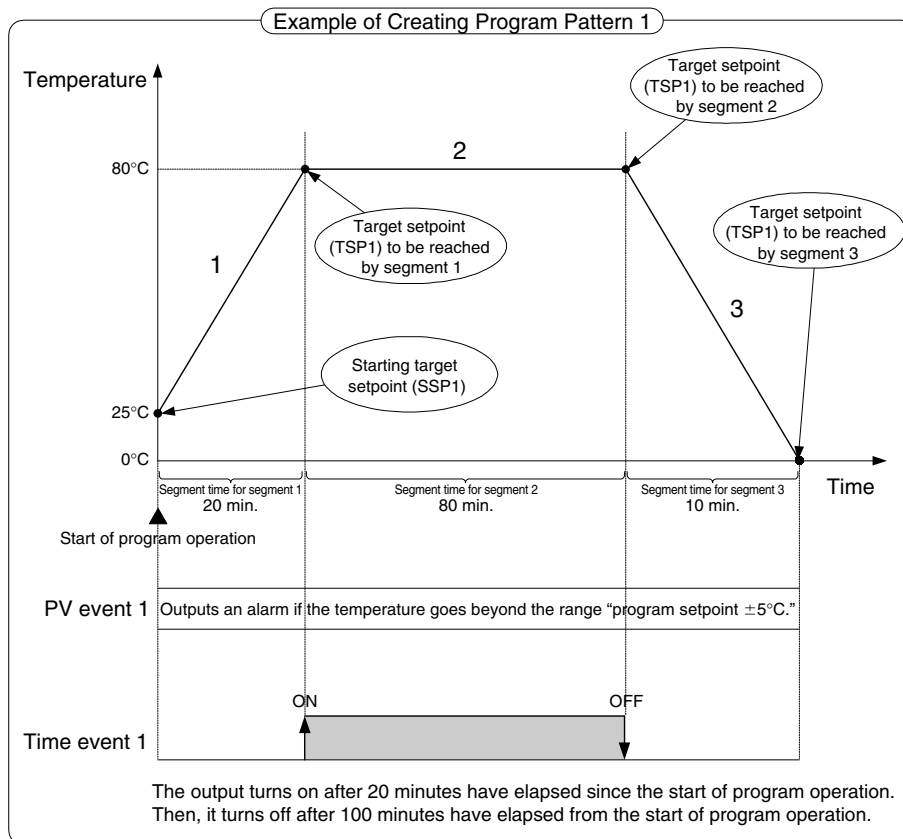 Example of Creating Program Pattern 1
Temperature
Target setpoint
(TSP1) to be reached
by segment 2
80°C
2
Target setpoint
(TSP1) to be reached
by segment 1
Target setpoint
(TSP1) to be reached
by segment 3
1
3
Starting target
setpoint (SSP1)
25°C
0°C
Time
Segment time for segment 1
20 min.
Segment time for segment 2
80 min.
Segment time for segment 3
10 min.
Start of program operation
PV event 1
Outputs an alarm if the temperature goes beyond the range “program setpoint ±5°C.”
ON
OFF
Time event 1
The output turns on after 20 minutes have elapsed since the start of program operation.
Then, it turns off after 100 minutes have elapsed from the start of program operation.